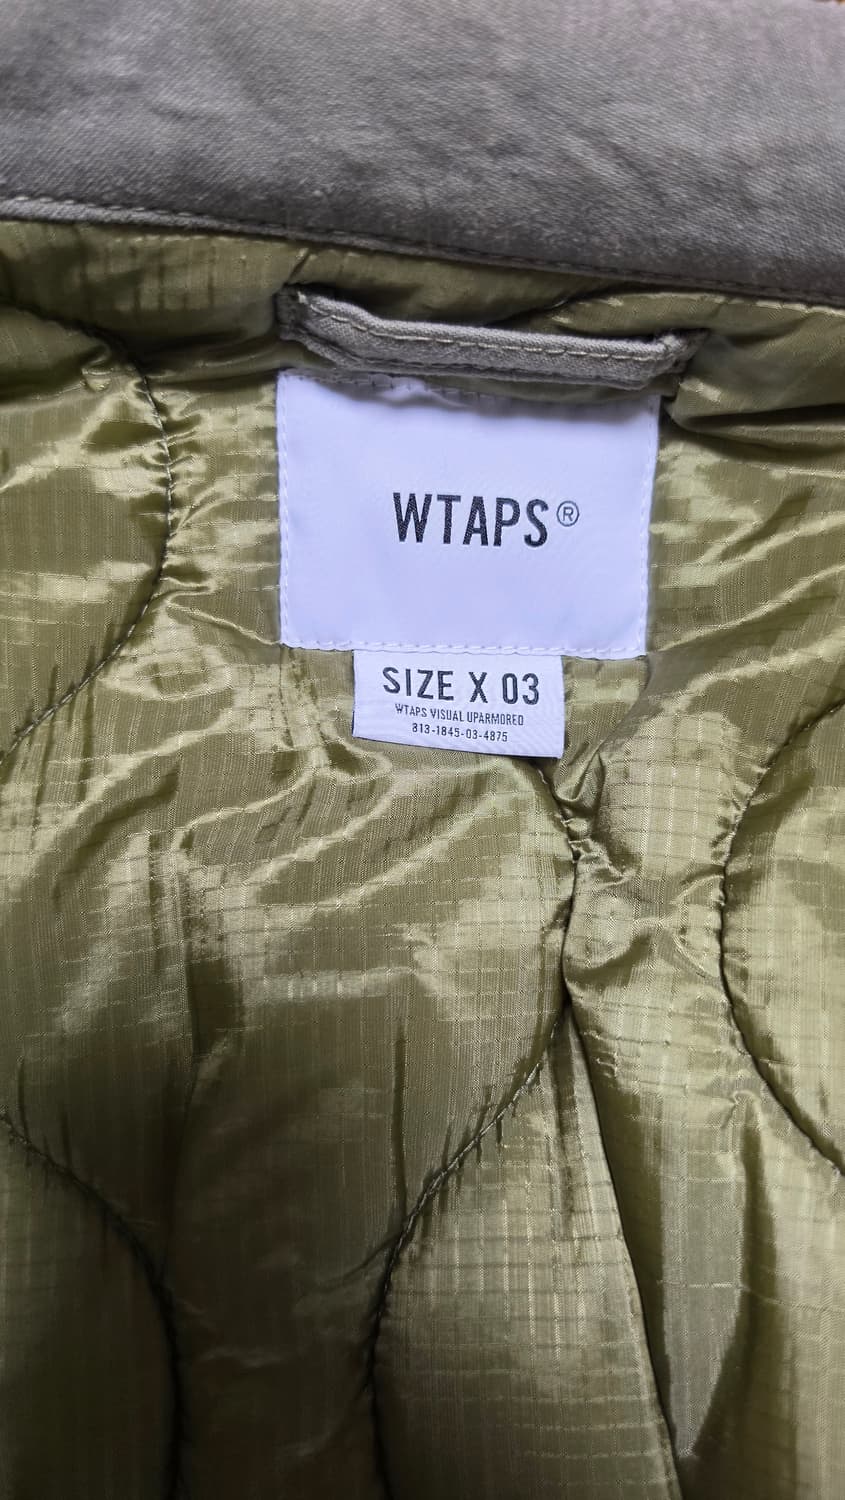 WTAPS®
SIZE X 03
WTAPS VISUAL UPARMORED
813-1845-03-4875